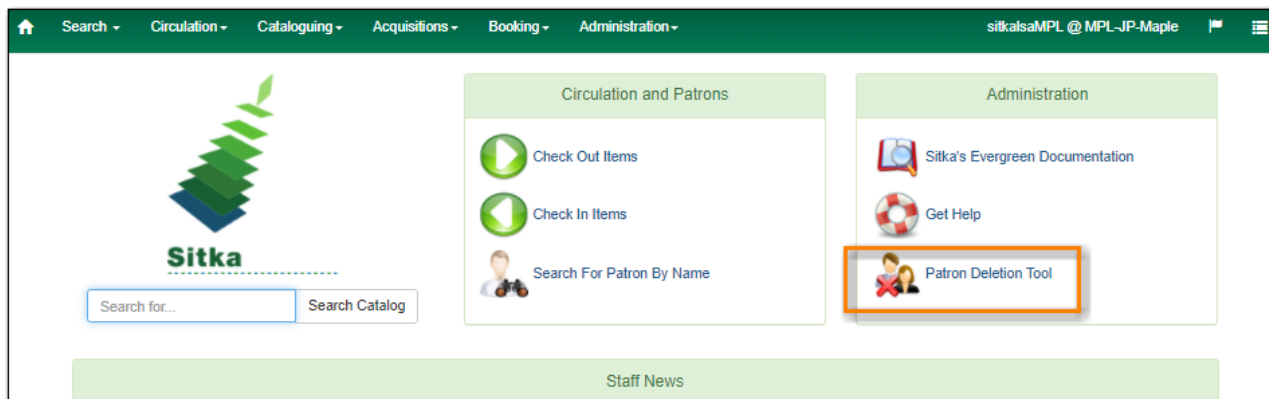 Search Circulation Cataloguing Acquisitions Booking Administration sitkalsaMPL @ MPL-JP-Maple
Sitka
Search for... Search Catalog
Circulation and Patrons
Check Out Items
Check In Items
Search For Patron By Name
Administration
Sitka's Evergreen Documentation
Get Help
Patron Deletion Tool
Staff News